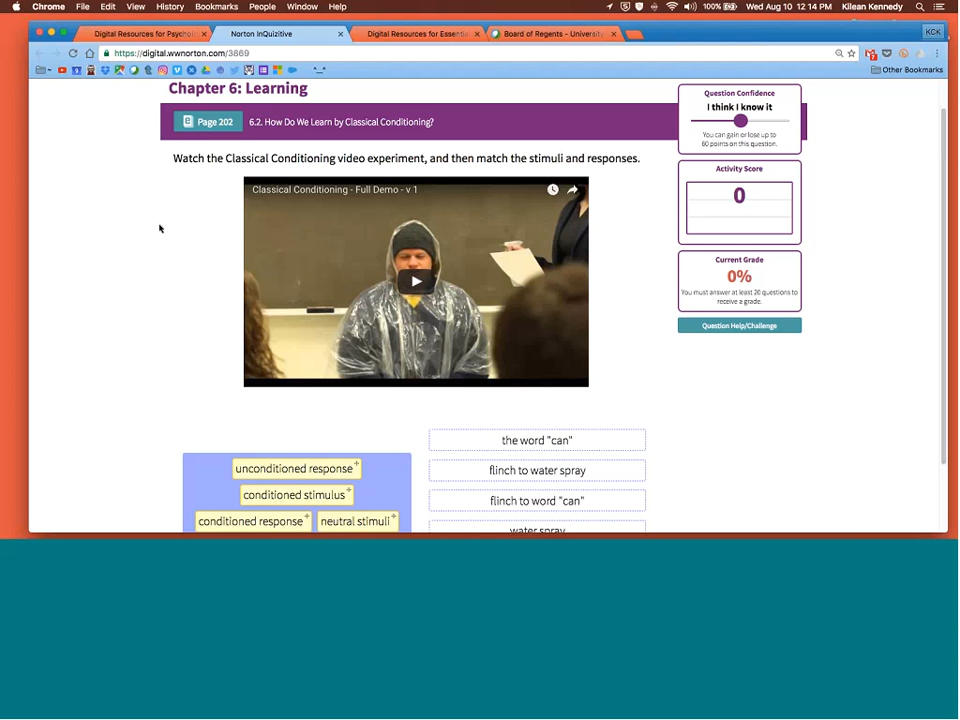 Chrome File Edit View History Bookmarks People Window Help 100% Wed Aug 10 12:14 PM Kilean Kennedy
Digital Resources for Psycho Norton InQuizitive Digital Resources for Essenti Board of Regents – University KCK
https://digital.wwnorton.com/3869
Other Bookmarks
Chapter 6: Learning
Page 202 6.2. How Do We Learn by Classical Conditioning?
Watch the Classical Conditioning video experiment, and then match the stimuli and responses.
Classical Conditioning - Full Demo - v 1
Question Confidence
I think I know it
You can gain or lose up to
60 points on this question.
Activity Score
0
Current Grade
0%
You must answer at least 20 questions to
receive a grade.
Question Help/Challenge
unconditioned response
conditioned stimulus
conditioned response neutral stimuli
the word "can"
flinch to water spray
flinch to word "can"
water spray